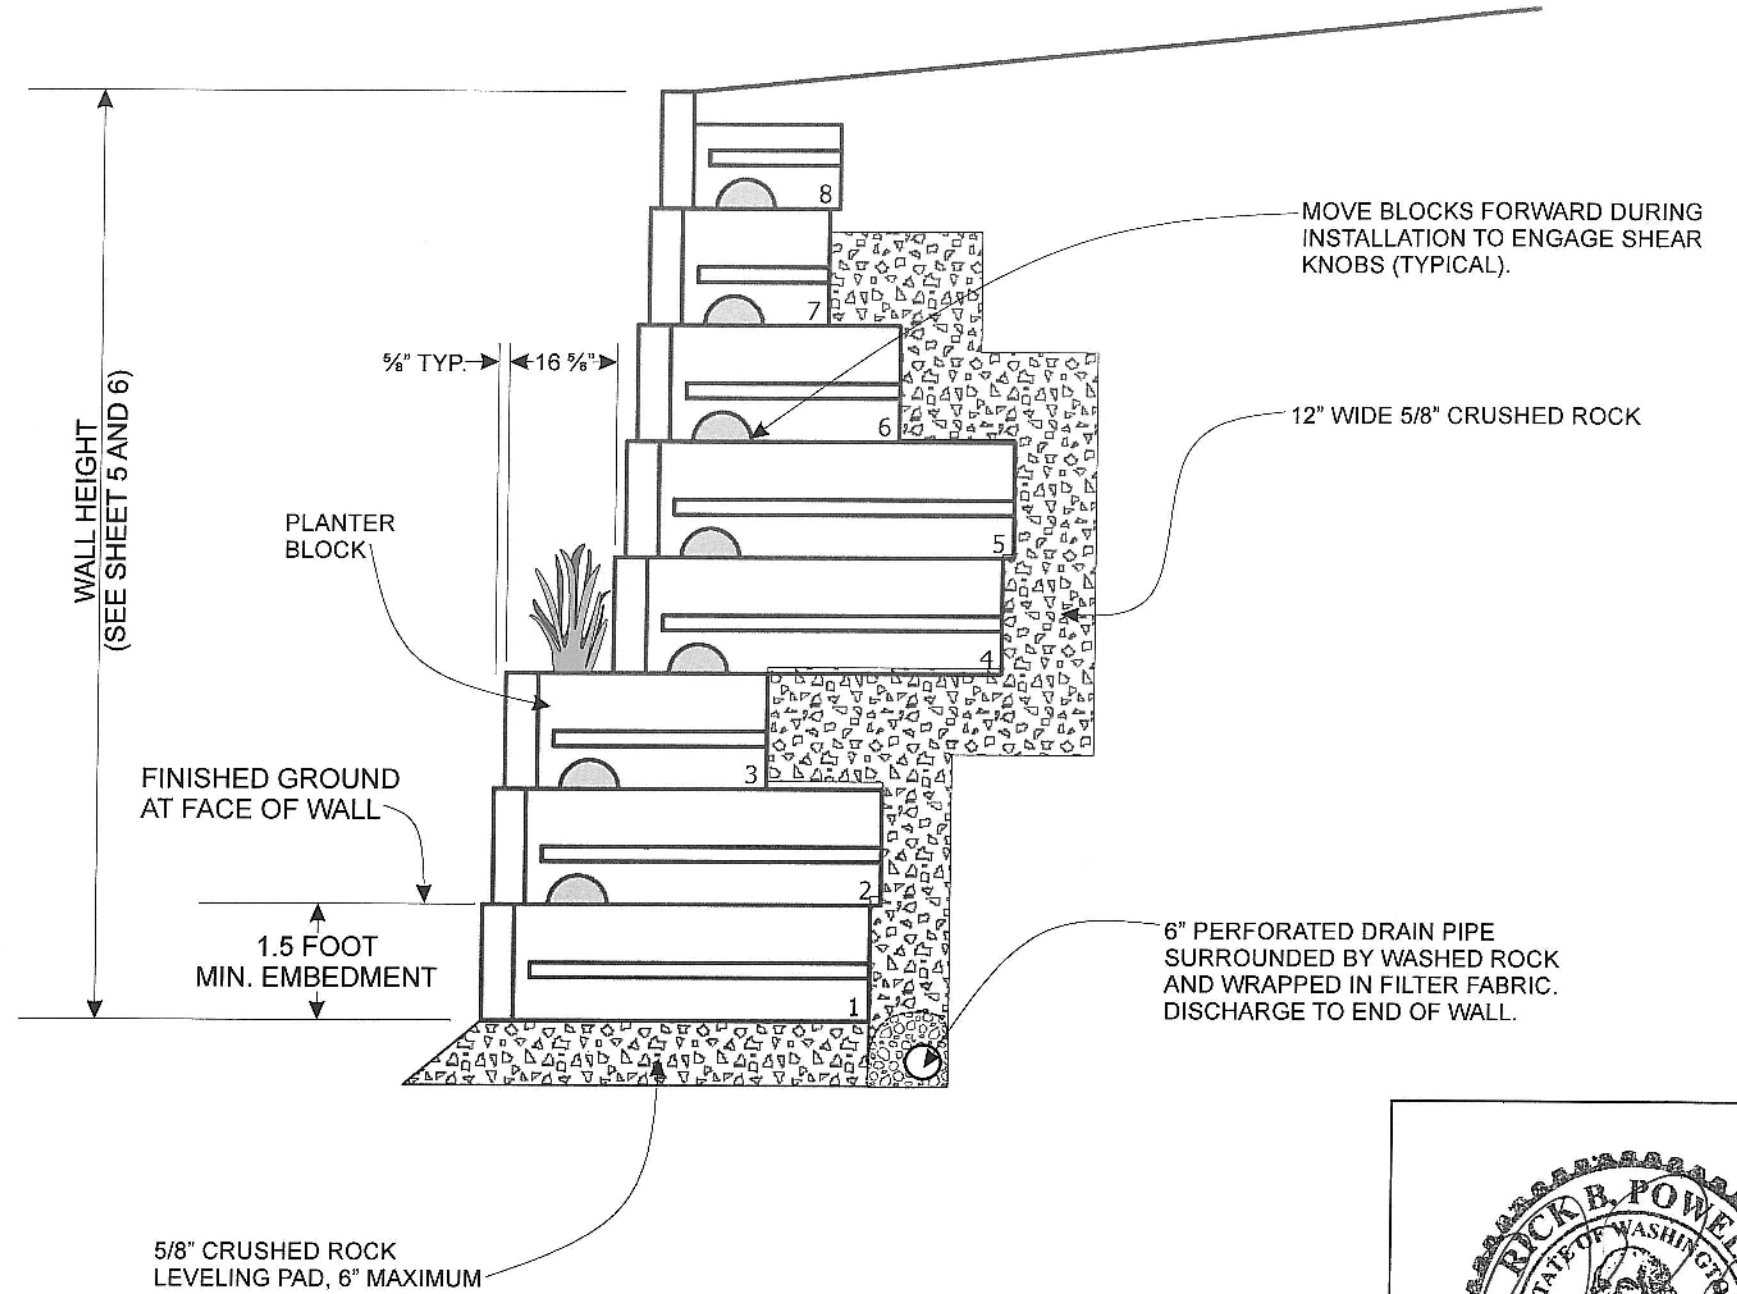 8
MOVE BLOCKS FORWARD DURING
INSTALLATION TO ENGAGE SHEAR
KNOBS (TYPICAL).
7
⅝" TYP.
16 ⅝"
6
12" WIDE 5/8" CRUSHED ROCK
WALL HEIGHT
(SEE SHEET 5 AND 6)
PLANTER
BLOCK
5
4
3
FINISHED GROUND
AT FACE OF WALL
2
1.5 FOOT
MIN. EMBEDMENT
1
6" PERFORATED DRAIN PIPE
SURROUNDED BY WASHED ROCK
AND WRAPPED IN FILTER FABRIC.
DISCHARGE TO END OF WALL.
5/8" CRUSHED ROCK
LEVELING PAD, 6" MAXIMUM
RICK B. POWEL
STATE OF WASHINGTO